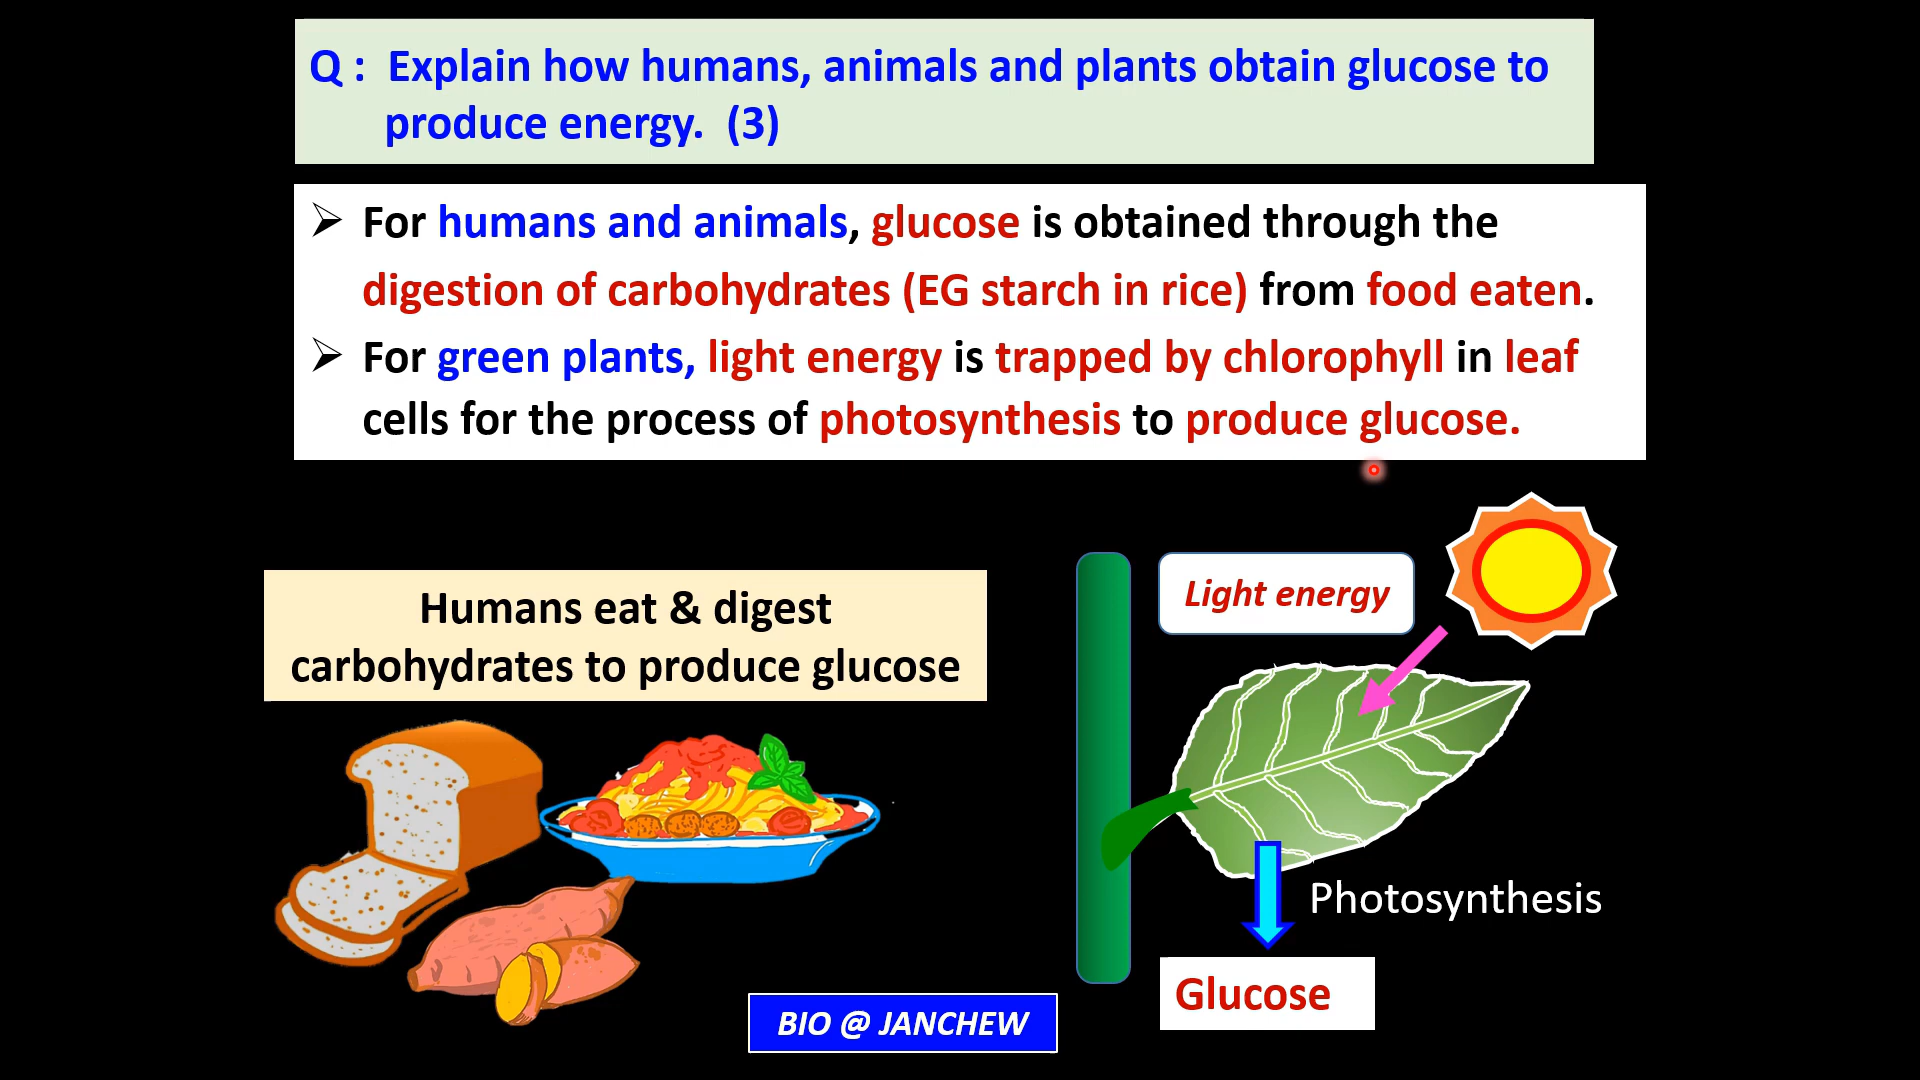 Q : Explain how humans, animals and plants obtain glucose to
produce energy. (3)
➢ For humans and animals, glucose is obtained through the
digestion of carbohydrates (EG starch in rice) from food eaten.
➢ For green plants, light energy is trapped by chlorophyll in leaf
cells for the process of photosynthesis to produce glucose.
Humans eat & digest
carbohydrates to produce glucose
Light energy
Photosynthesis
Glucose
BIO @ JANCHEW